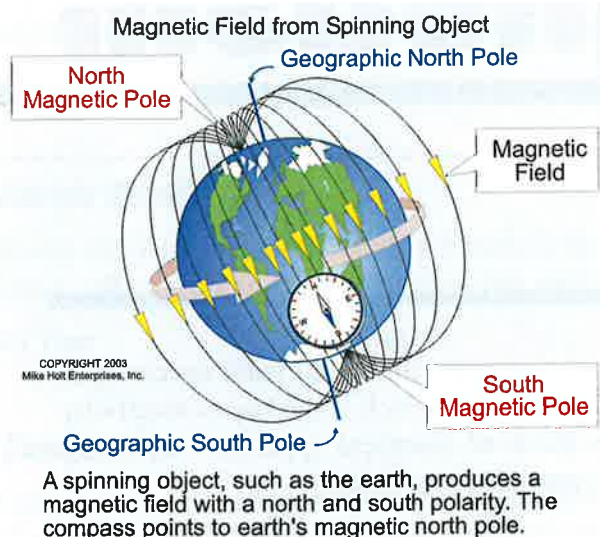 Magnetic Field from Spinning Object
Geographic North Pole
North
Magnetic Pole
Magnetic
Field
COPYRIGHT 2003
Mike Holt Enterprises, Inc.
South
Magnetic Pole
Geographic South Pole
A spinning object, such as the earth, produces a
magnetic field with a north and south polarity. The
compass points to earth's magnetic north pole.